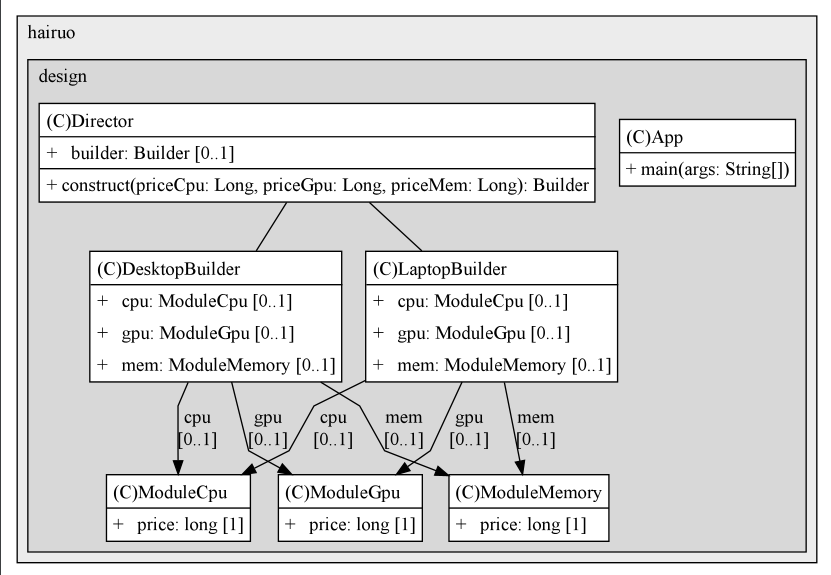 hairuo
design
(C)Director
+ builder: Builder [0..1]
+ construct(priceCpu: Long, priceGpu: Long, priceMem: Long): Builder
(C)App
+ main(args: String[])
(C)DesktopBuilder
+ cpu: ModuleCpu [0..1]
+ gpu: ModuleGpu [0..1]
+ mem: ModuleMemory [0..1]
(C)LaptopBuilder
+ cpu: ModuleCpu [0..1]
+ gpu: ModuleGpu [0..1]
+ mem: ModuleMemory [0..1]
cpu
[0..1]
gpu
[0..1]
cpu
[0..1]
mem
[0..1]
gpu
[0..1]
mem
[0..1]
(C)ModuleCpu
+ price: long [1]
(C)ModuleGpu
+ price: long [1]
(C)ModuleMemory
+ price: long [1]